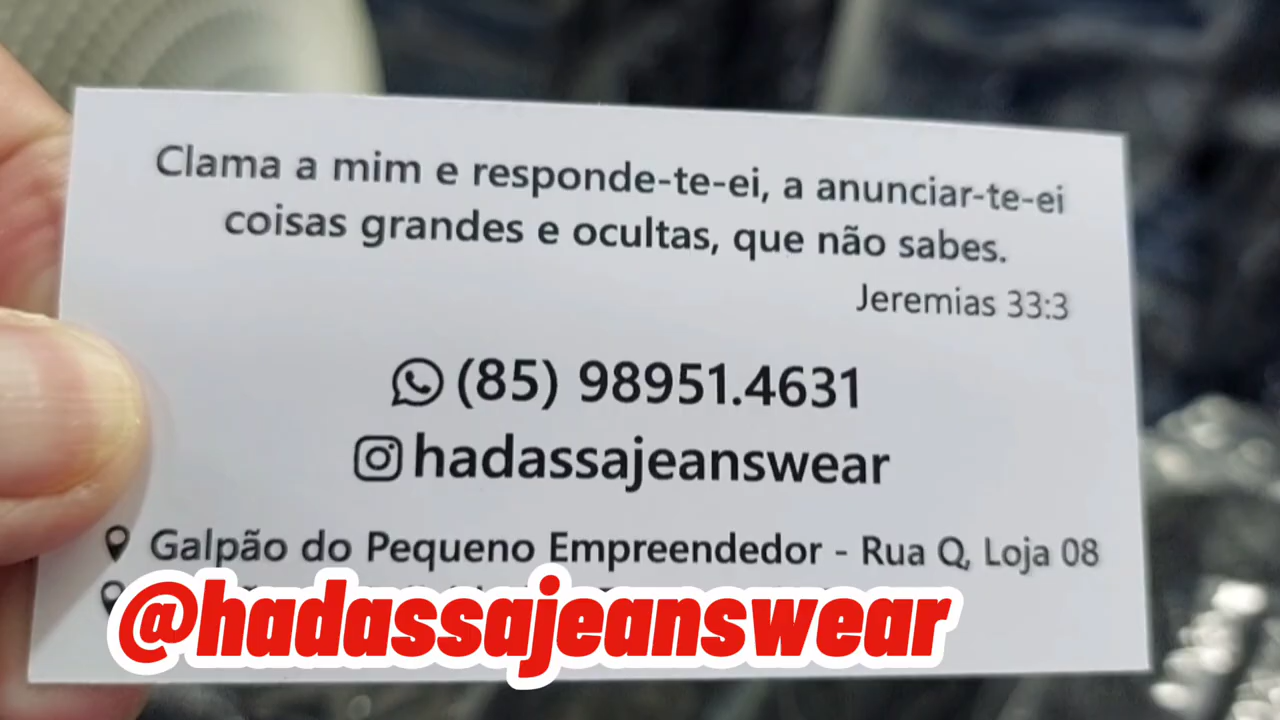 Clama a mim e responde-te-ei, a anunciar-te-ei
coisas grandes e ocultas, que não sabes.
Jeremias 33:3
(85) 98951.4631
hadassajeanswear
Galpão do Pequeno Empreendedor - Rua Q, Loja 08
@hadassajeanswear